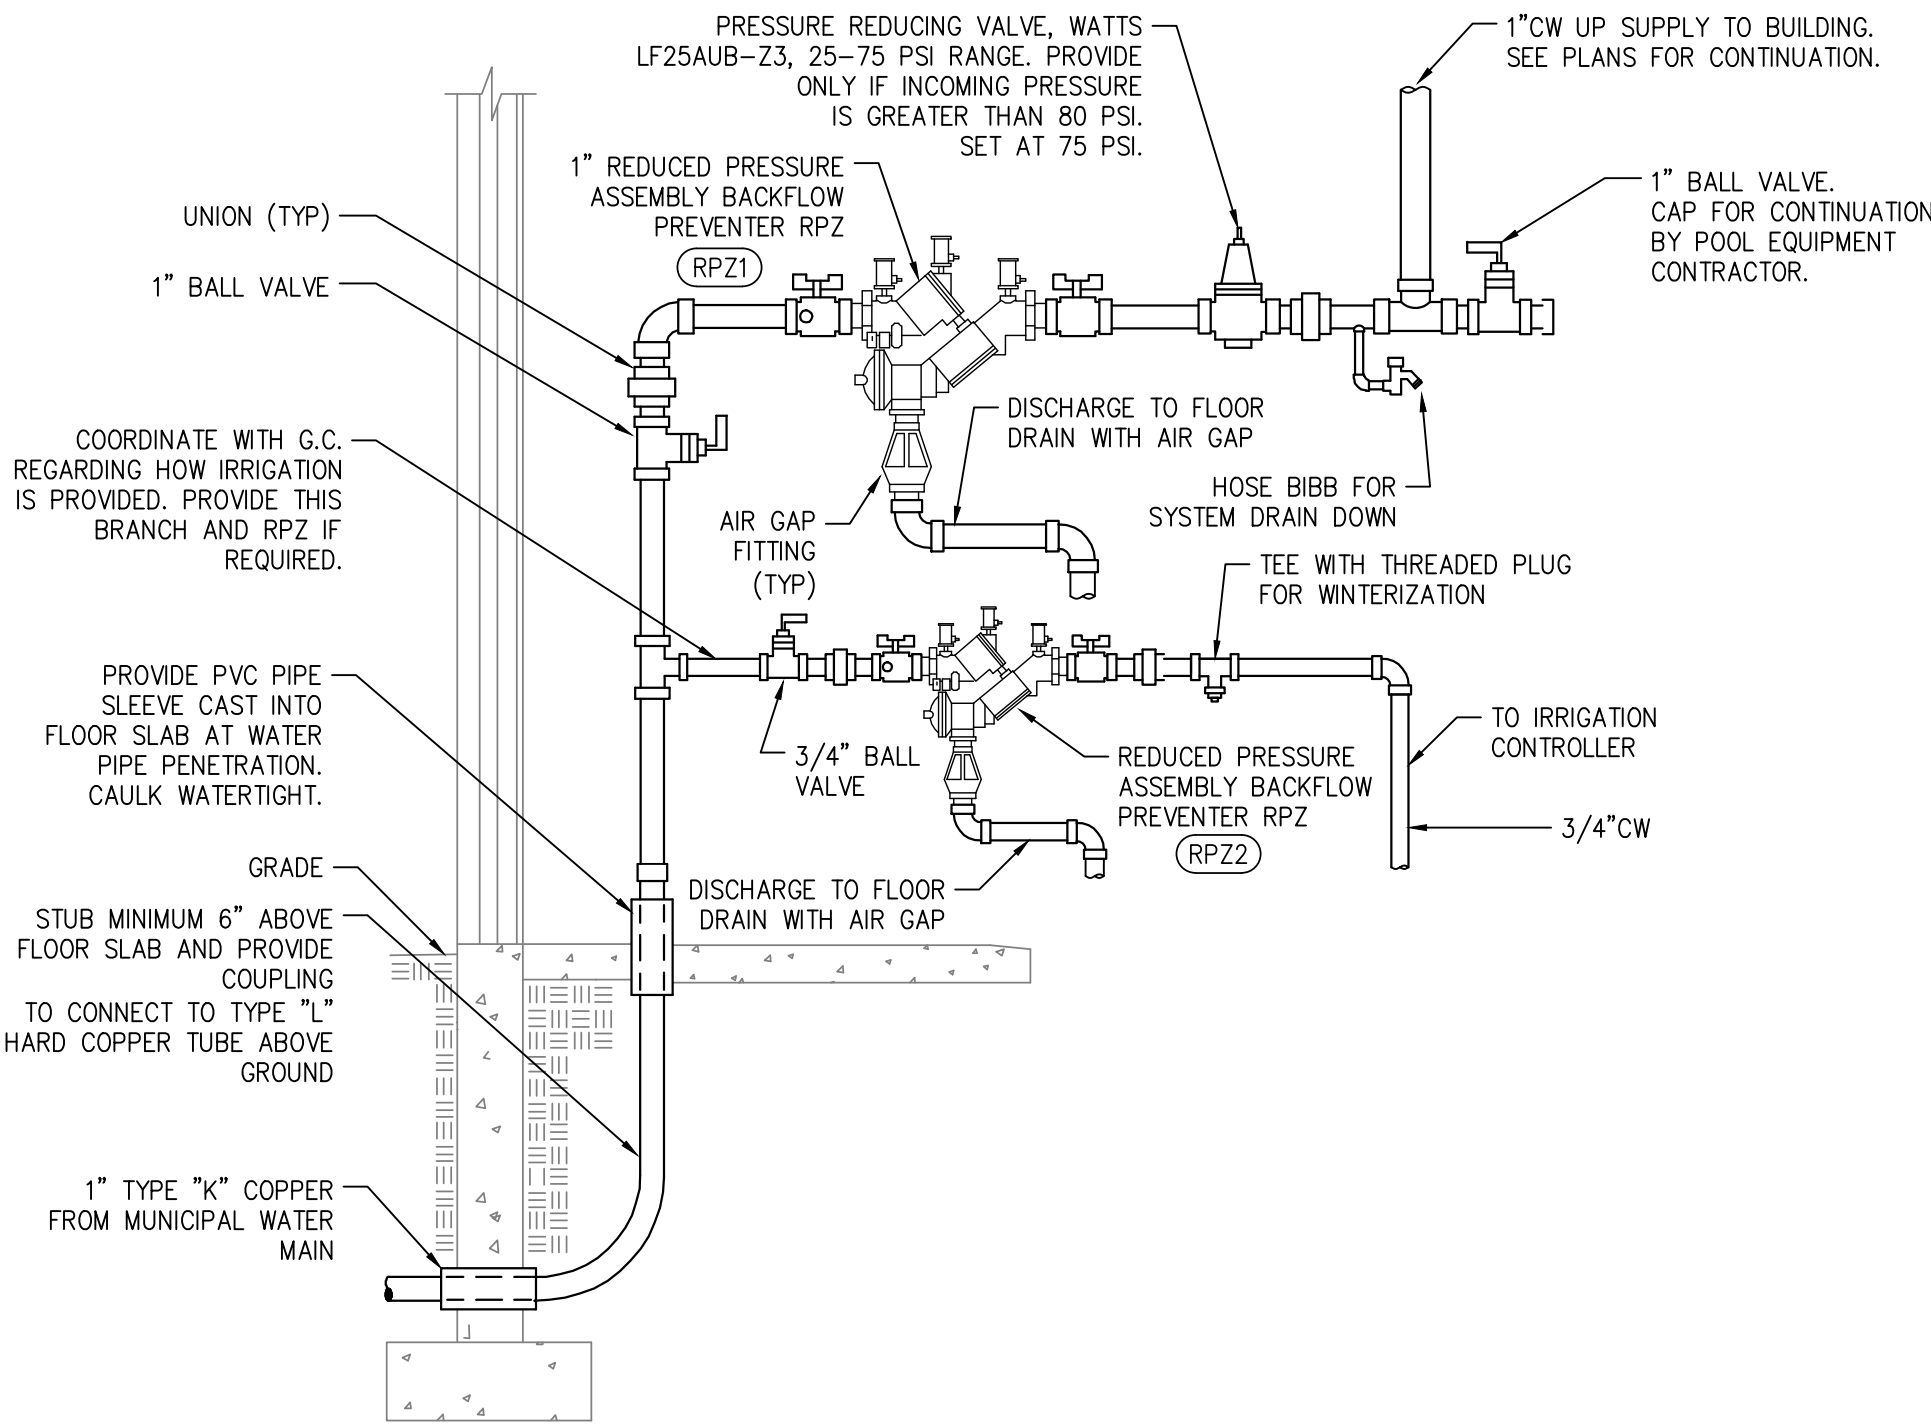 PRESSURE REDUCING VALVE, WATTS
LF25AUB-Z3, 25-75 PSI RANGE. PROVIDE
ONLY IF INCOMING PRESSURE
IS GREATER THAN 80 PSI.
SET AT 75 PSI.
1"CW UP SUPPLY TO BUILDING.
SEE PLANS FOR CONTINUATION.
1" REDUCED PRESSURE
ASSEMBLY BACKFLOW
PREVENTER RPZ
RPZ1
1" BALL VALVE.
CAP FOR CONTINUATION
BY POOL EQUIPMENT
CONTRACTOR.
UNION (TYP)
1" BALL VALVE
COORDINATE WITH G.C.
REGARDING HOW IRRIGATION
IS PROVIDED. PROVIDE THIS
BRANCH AND RPZ IF
REQUIRED.
DISCHARGE TO FLOOR
DRAIN WITH AIR GAP
HOSE BIBB FOR
SYSTEM DRAIN DOWN
AIR GAP
FITTING
(TYP)
TEE WITH THREADED PLUG
FOR WINTERIZATION
PROVIDE PVC PIPE
SLEEVE CAST INTO
FLOOR SLAB AT WATER
PIPE PENETRATION.
CAULK WATERTIGHT.
3/4" BALL
VALVE
REDUCED PRESSURE
ASSEMBLY BACKFLOW
PREVENTER RPZ
RPZ2
TO IRRIGATION
CONTROLLER
3/4"CW
GRADE
DISCHARGE TO FLOOR
DRAIN WITH AIR GAP
STUB MINIMUM 6" ABOVE
FLOOR SLAB AND PROVIDE
COUPLING
TO CONNECT TO TYPE "L"
HARD COPPER TUBE ABOVE
GROUND
1" TYPE "K" COPPER
FROM MUNICIPAL WATER
MAIN